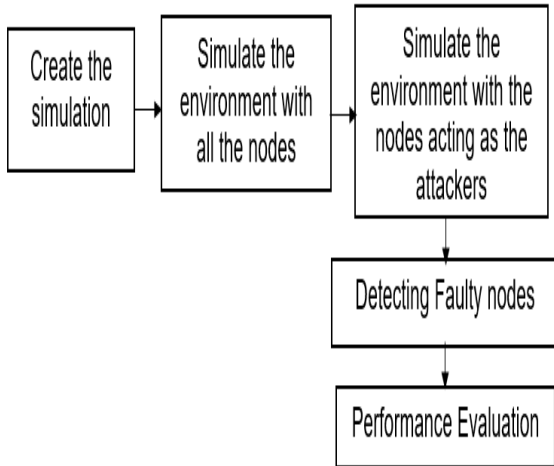 Create the
simulation
Simulate the
environment with
all the nodes
Simulate the
environment with the
nodes acting as the
attackers
Detecting Faulty nodes
Performance Evaluation